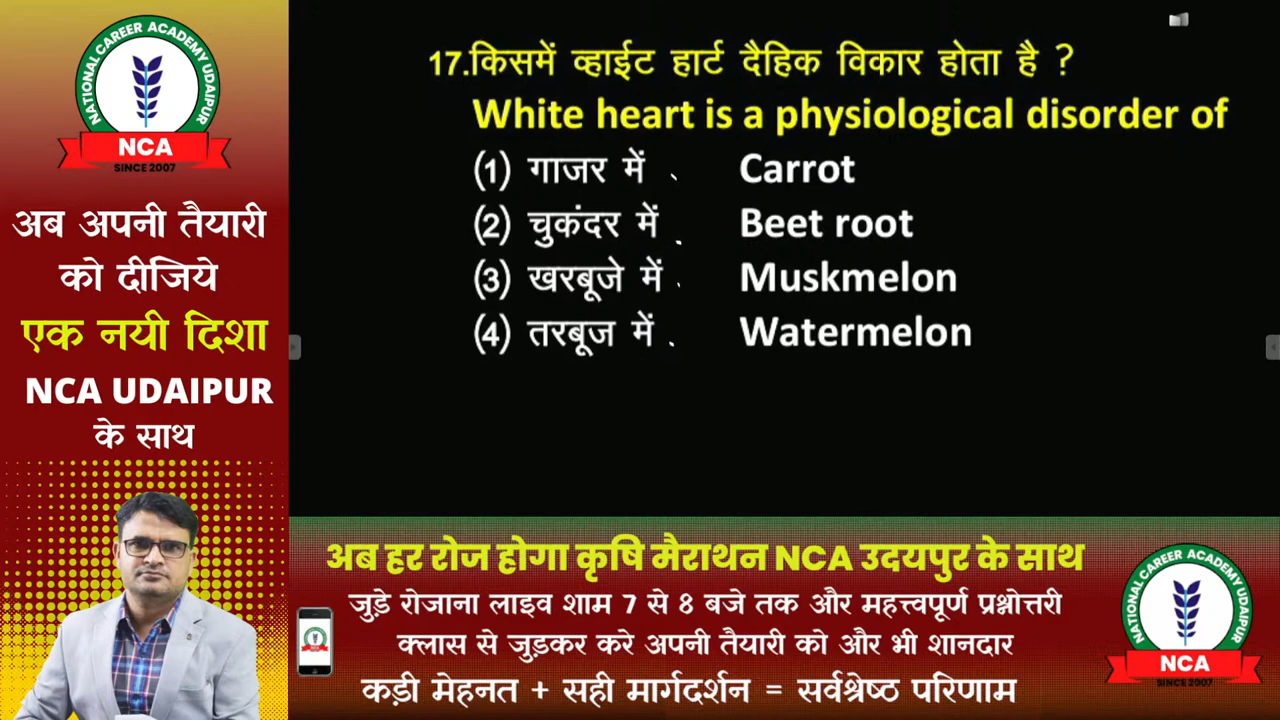 NATIONAL CAREER ACADEMY UDAIPUR
NCA
SINCE 2007
अब अपनी तैयारी
को दीजिये
एक नयी दिशा
NCA UDAIPUR
के साथ
17.किसमें व्हाईट हार्ट दैहिक विकार होता है ?
White heart is a physiological disorder of
(1) गाजर में Carrot
(2) चुकंदर में Beet root
(3) खरबूजे में Muskmelon
(4) तरबूज में Watermelon
अब हर रोज होगा कृषि मैराथन NCA उदयपुर के साथ
जुड़े रोजाना लाइव शाम 7 से 8 बजे तक और महत्त्वपूर्ण प्रश्नोत्तरी
क्लास से जुड़कर करे अपनी तैयारी को और भी शानदार
कड़ी मेहनत + सही मार्गदर्शन = सर्वश्रेष्ठ परिणाम
NATIONAL CAREER ACADEMY UDAIPUR
NCA
SINCE 2007